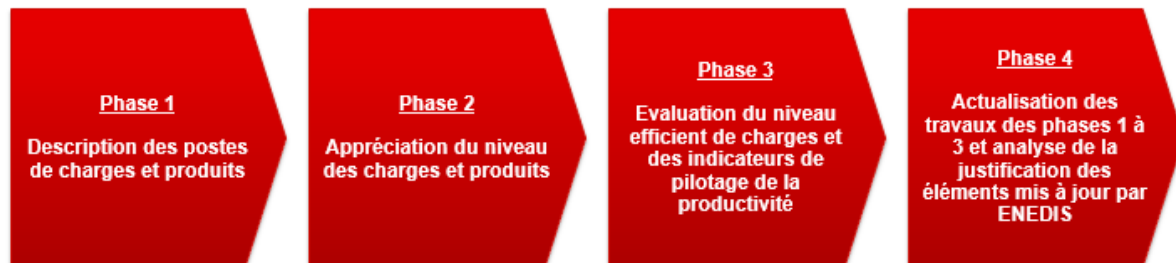 Phase 1
Description des postes
de charges et produits
Phase 2
Appréciation du niveau
des charges et produits
Phase 3
Evaluation du niveau
efficient de charges et
des indicateurs de
pilotage de la
productivité
Phase 4
Actualisation des
travaux des phases 1 à
3 et analyse de la
justification des
éléments mis à jour par
ENEDIS